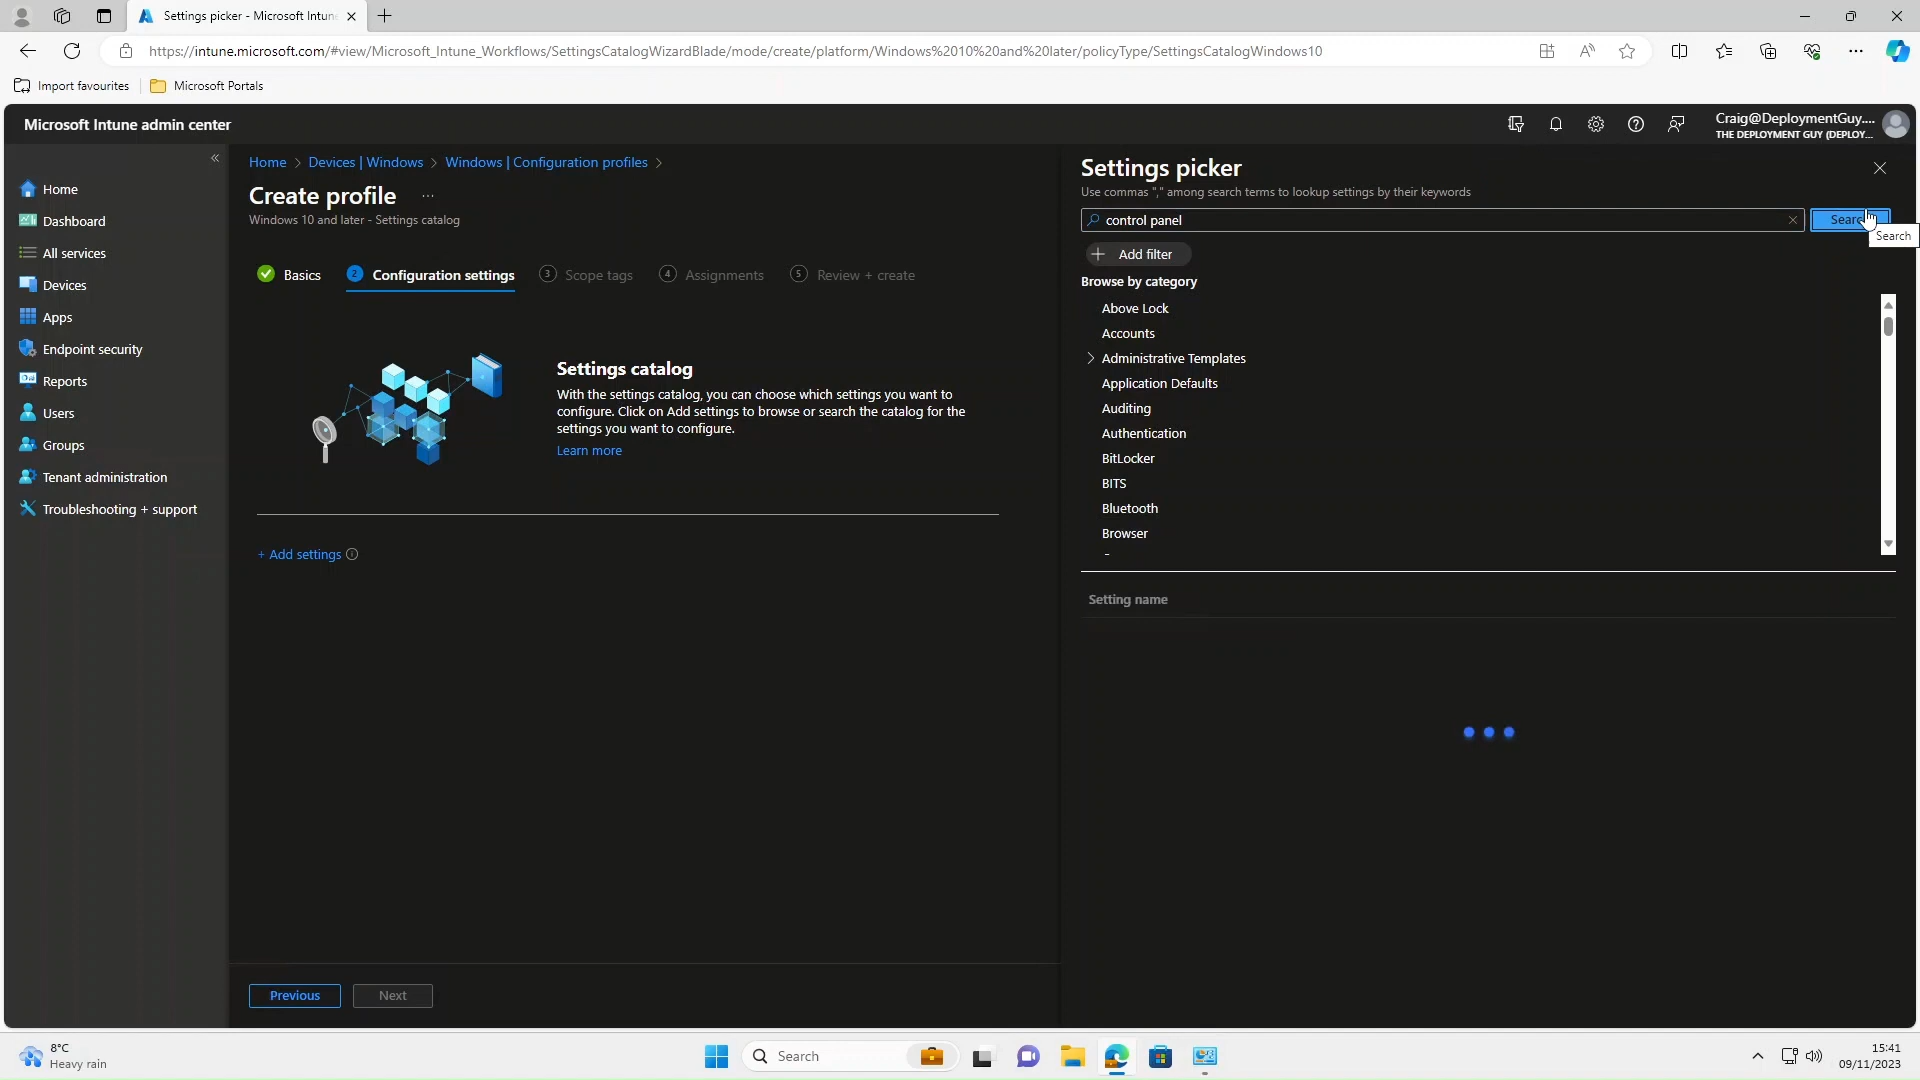 Settings picker - Microsoft Intune
https://intune.microsoft.com/#view/Microsoft_Intune_Workflows/SettingsCatalogWizardBlade/mode/create/platform/Windows%2010%20and%20later/policyType/SettingsCatalogWindows10
Import favourites
Microsoft Portals
Microsoft Intune admin center
Craig@DeploymentGuy....
THE DEPLOYMENT GUY (DEPLOY...
Home
Dashboard
All services
Devices
Apps
Endpoint security
Reports
Users
Groups
Tenant administration
Troubleshooting + support
Home > Devices | Windows > Windows | Configuration profiles >
Create profile ...
Windows 10 and later - Settings catalog
Basics
2 Configuration settings
3 Scope tags
4 Assignments
5 Review + create
Settings catalog
With the settings catalog, you can choose which settings you want to
configure. Click on Add settings to browse or search the catalog for the
settings you want to configure.
Learn more
+ Add settings
Previous
Next
Settings picker
Use commas "," among search terms to lookup settings by their keywords
control panel
Search
Search
+ Add filter
Browse by category
Above Lock
Accounts
Administrative Templates
Application Defaults
Auditing
Authentication
BitLocker
BITS
Bluetooth
Browser
Setting name
8°C
Heavy rain
Search
15:41
09/11/2023